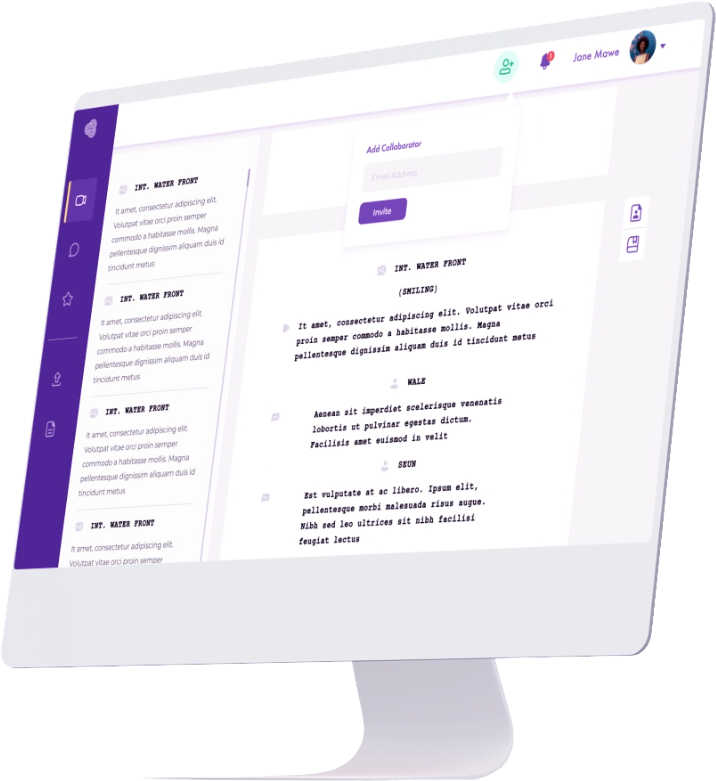 Jane Mawe
Add Collaborator
Email Address
Invite
INT. WATER FRONT
It amet, consectetur adipiscing elit.
Volutpat vitae orci proin semper
commodo a habitasse mollis. Magna
pellentesque dignissim aliquam duis id
tincidunt metus
INT. WATER FRONT
It amet, consectetur adipiscing elit.
Volutpat vitae orci proin semper
commodo a habitasse mollis. Magna
pellentesque dignissim aliquam duis id
tincidunt metus
INT. WATER FRONT
It amet, consectetur adipiscing elit.
Volutpat vitae orci proin semper
commodo a habitasse mollis. Magna
pellentesque dignissim aliquam duis id
tincidunt metus
INT. WATER FRONT
It amet, consectetur adipiscing elit.
Volutpat vitae orci proin semper
INT. WATER FRONT
(SMILING)
It amet, consectetur adipiscing elit. Volutpat vitae orci
proin semper commodo a habitasse mollis. Magna
pellentesque dignissim aliquam duis id tincidunt metus
WALE
Aenean sit imperdiet scelerisque venenatis
lobortis ut pulvinar egestas dictum.
Facilisis amet euismod in velit
SEUN
Est vulputate at ac libero. Ipsum elit,
pellentesque morbi malesuada risus augue.
Nibh sed leo ultrices sit nibh facilisi
feugiat lectus